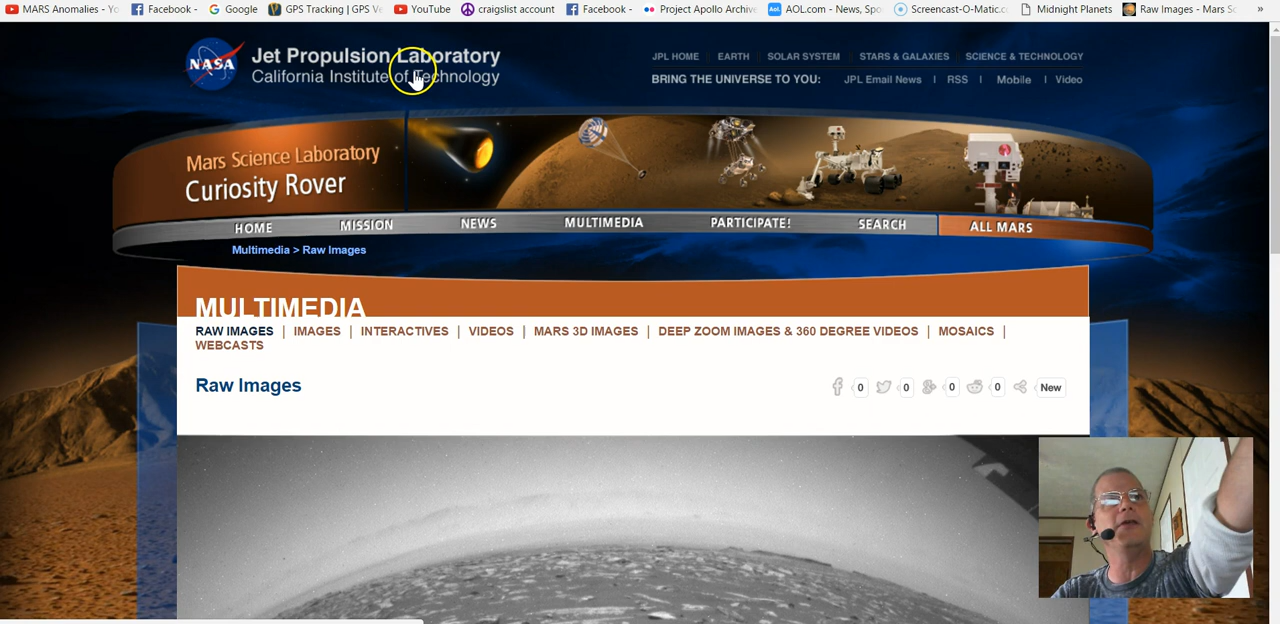 MARS Anomalies - Yo
Facebook -
Google
GPS Tracking | GPS Ve
YouTube
craigslist account
Facebook -
Project Apollo Archive
AOL.com - News, Spo
Screencast-O-Matic.c
Midnight Planets
Raw Images - Mars Sc
»
NASA
Jet Propulsion Laboratory
California Institute of Technology
JPL HOME | EARTH | SOLAR SYSTEM | STARS & GALAXIES | SCIENCE & TECHNOLOGY
BRING THE UNIVERSE TO YOU: JPL Email News | RSS | Mobile | Video
Mars Science Laboratory
Curiosity Rover
HOME MISSION NEWS MULTIMEDIA PARTICIPATE! SEARCH ALL MARS
Multimedia > Raw Images
MULTIMEDIA
RAW IMAGES | IMAGES | INTERACTIVES | VIDEOS | MARS 3D IMAGES | DEEP ZOOM IMAGES & 360 DEGREE VIDEOS | MOSAICS |
WEBCASTS
Raw Images
0 0 0 0 New